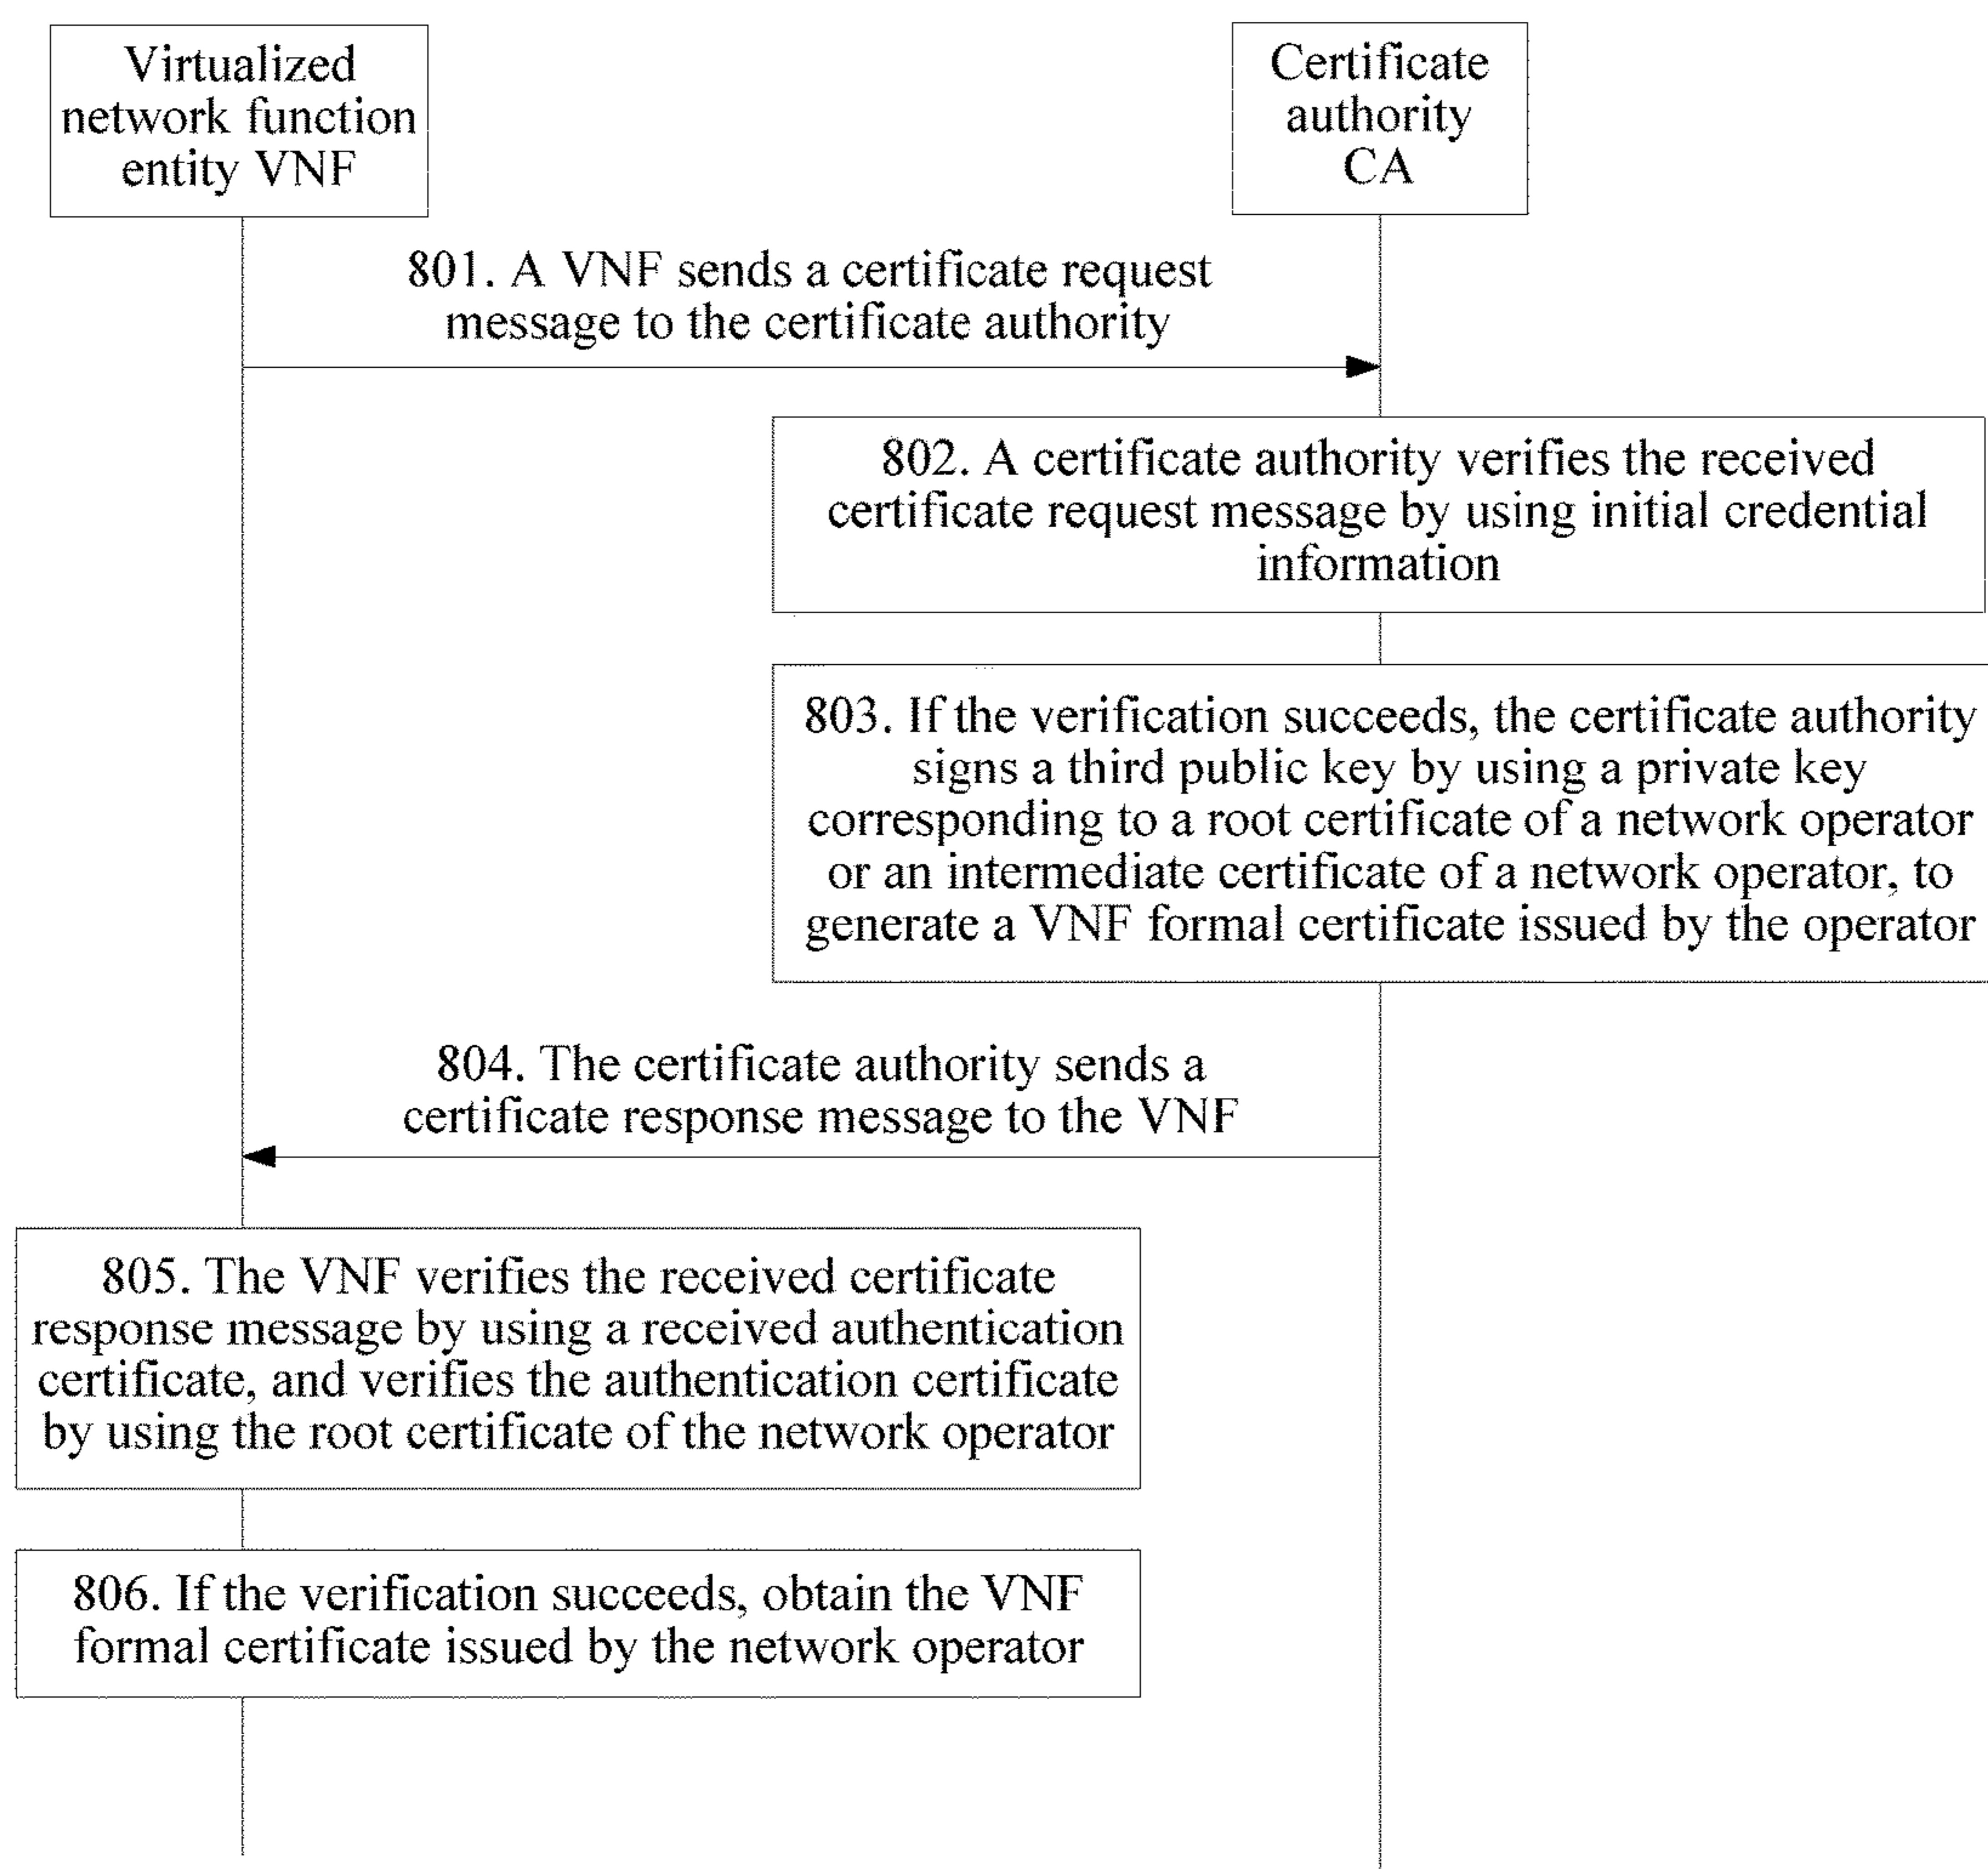 Virtualized
network function
entity VNF
Certificate
authority
CA
801. A VNF sends a certificate request
message to the certificate authority
802. A certificate authority verifies the received
certificate request message by using initial credential
information
803. If the verification succeeds, the certificate authority
signs a third public key by using a private key
corresponding to a root certificate of a network operator
or an intermediate certificate of a network operator, to
generate a VNF formal certificate issued by the operator
804. The certificate authority sends a
certificate response message to the VNF
805. The VNF verifies the received certificate
response message by using a received authentication
certificate, and verifies the authentication certificate
by using the root certificate of the network operator
806. If the verification succeeds, obtain the VNF
formal certificate issued by the network operator